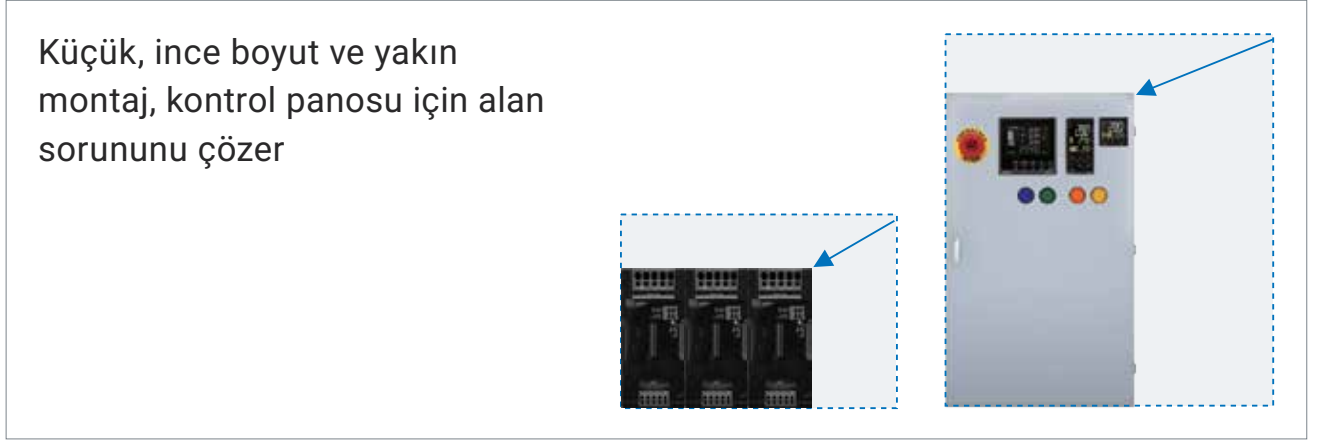 Küçük, ince boyut ve yakın
montaj, kontrol panosu için alan
sorununu çözer